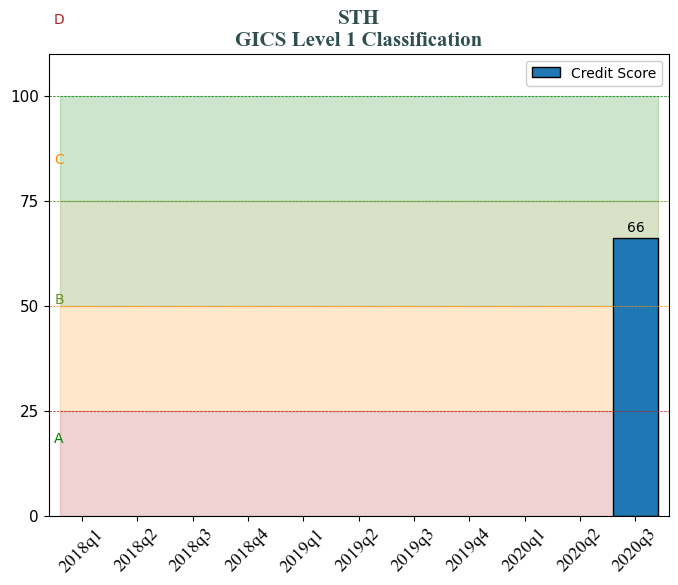 D
STH
GICS Level 1 Classification
Credit Score
100
C
75
66
B
50
25
A
0
2018q1
2018q2
2018q3
2018q4
2019q1
2019q2
2019q3
2019q4
2020q1
2020q2
2020q3